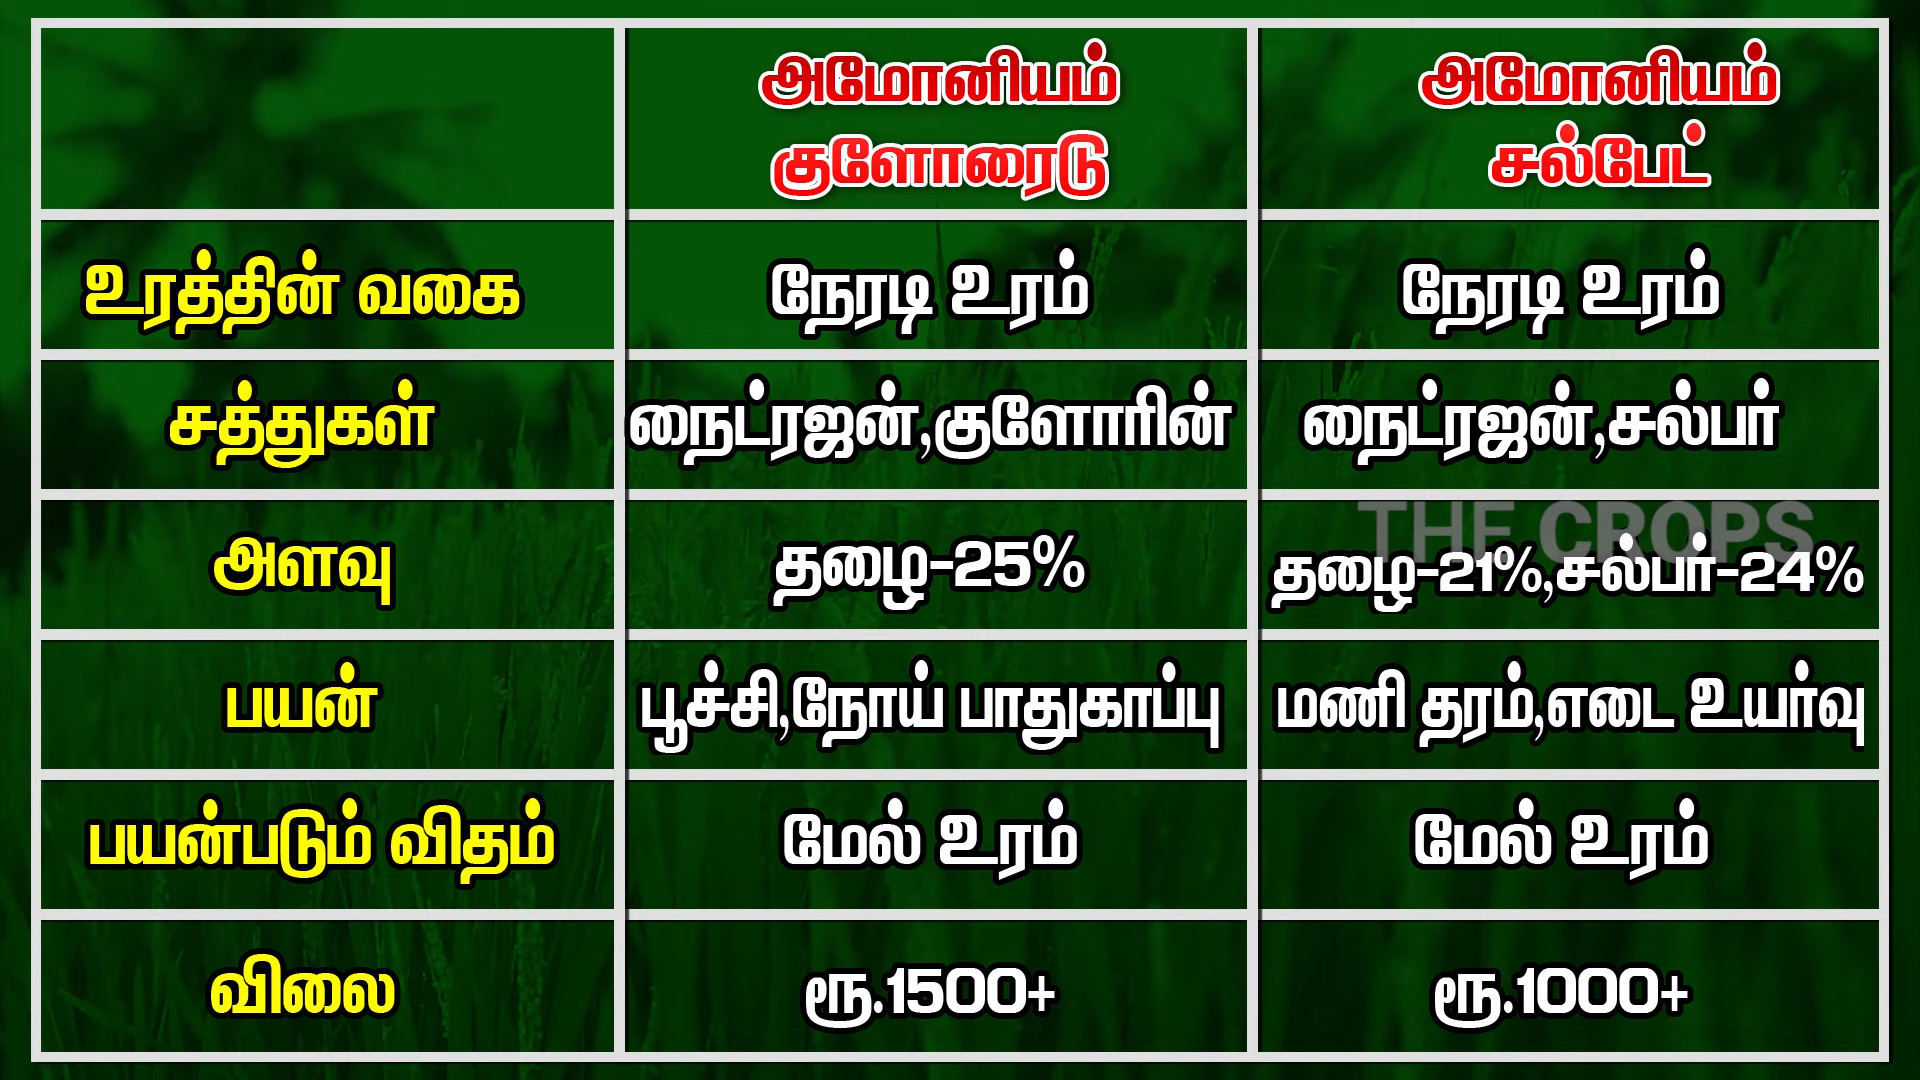 அமோனியம்
குளோரைடு
அமோனியம்
சல்பேட்
உரத்தின் வகை
நேரடி உரம்
நேரடி உரம்
சத்துகள்
நைட்ரஜன்,குளோரின்
நைட்ரஜன்,சல்பர்
அளவு
தழை-25%
THE CROPS
தழை-21%,சல்பர்-24%
பயன்
பூச்சி,நோய் பாதுகாப்பு
மணி தரம்,எடை உயர்வு
பயன்படும் விதம்
மேல் உரம்
மேல் உரம்
விலை
ரூ.1500+
ரூ.1000+